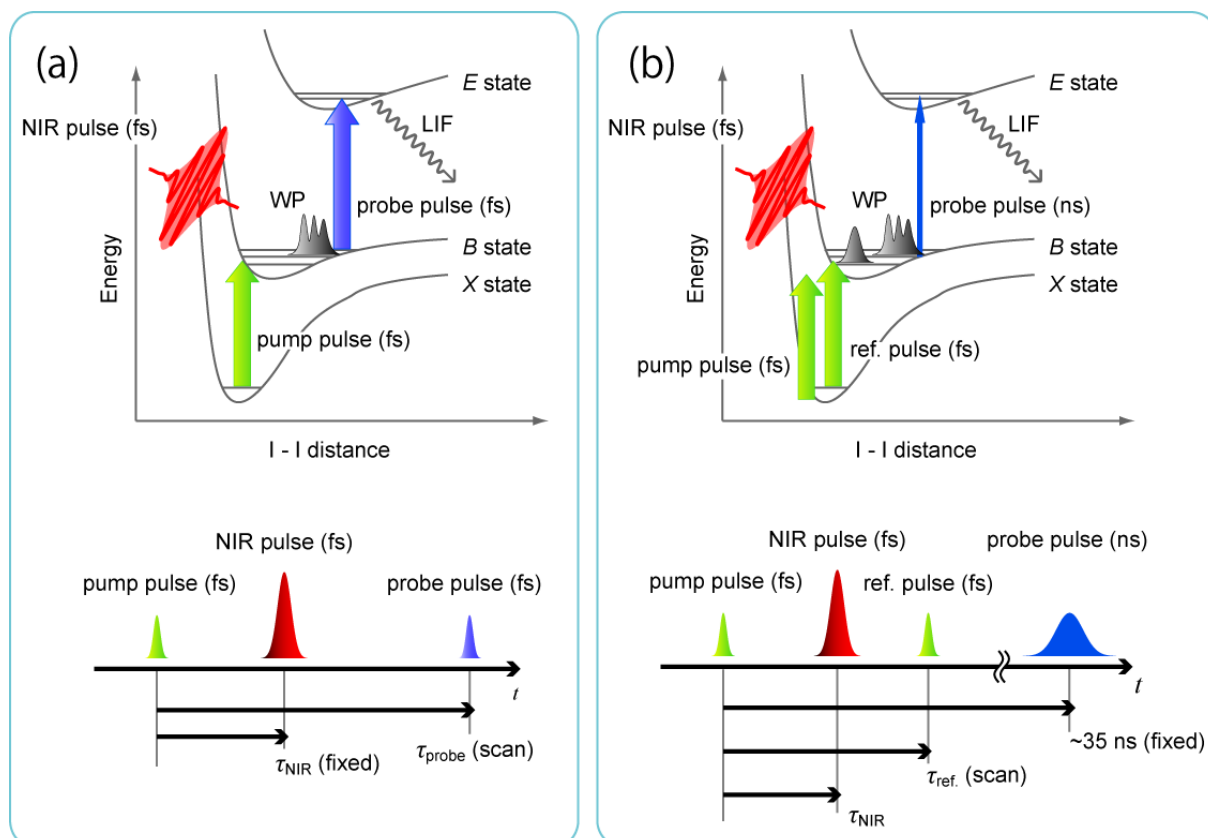 (a)
E state
NIR pulse (fs)
LIF
WP
probe pulse (fs)
B state
X state
Energy
pump pulse (fs)
I - I distance
NIR pulse (fs)
pump pulse (fs)
probe pulse (fs)
t
τNIR (fixed)
τprobe (scan)
(b)
E state
NIR pulse (fs)
LIF
WP
probe pulse (ns)
B state
X state
Energy
ref. pulse (fs)
pump pulse (fs)
I - I distance
NIR pulse (fs)
probe pulse (ns)
pump pulse (fs)
ref. pulse (fs)
t
~35 ns (fixed)
τref. (scan)
τNIR